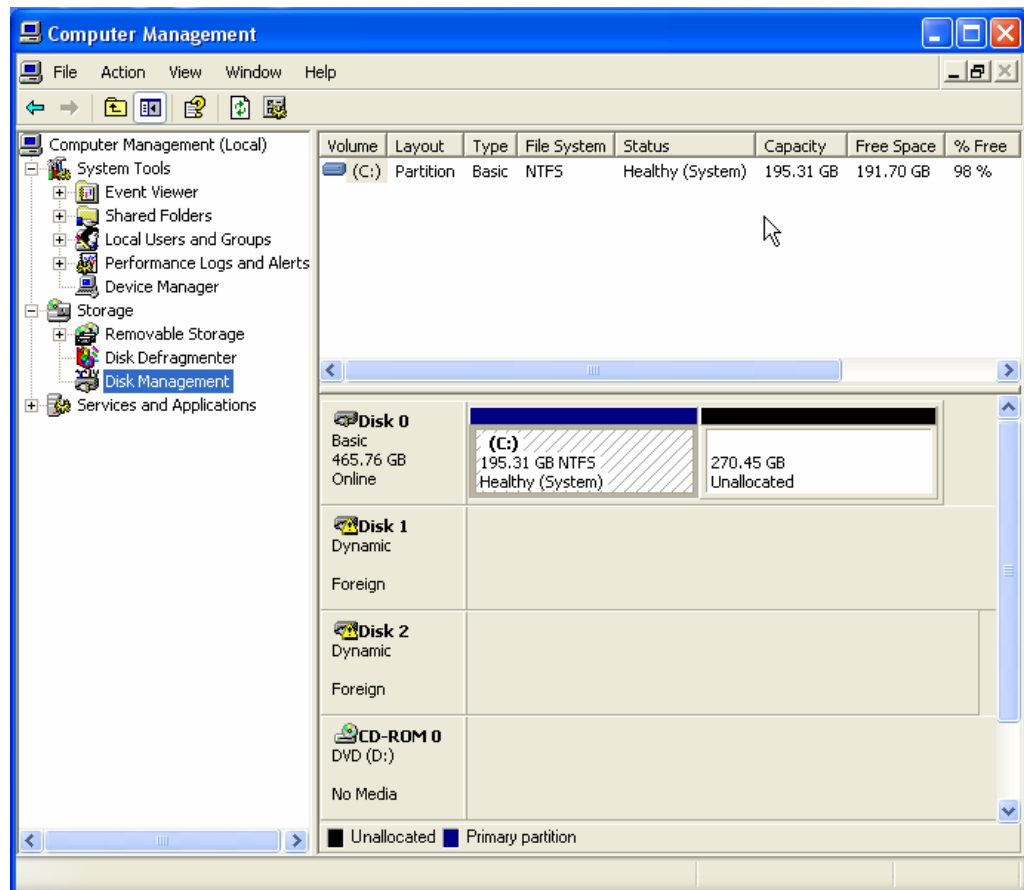 Computer Management
File Action View Window Help
Computer Management (Local)
System Tools
Event Viewer
Shared Folders
Local Users and Groups
Performance Logs and Alerts
Device Manager
Storage
Removable Storage
Disk Defragmenter
Disk Management
Services and Applications
Volume Layout Type File System Status Capacity Free Space % Free
(C:) Partition Basic NTFS Healthy (System) 195.31 GB 191.70 GB 98 %
Disk 0
Basic
465.76 GB
Online
(C:)
195.31 GB NTFS
Healthy (System)
270.45 GB
Unallocated
Disk 1
Dynamic
Foreign
Disk 2
Dynamic
Foreign
CD-ROM 0
DVD (D:)
No Media
Unallocated Primary partition